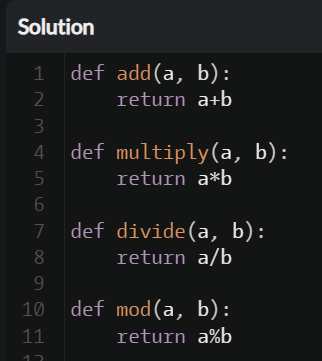 Solution
1 def add(a, b):
2     return a+b
3
4 def multiply(a, b):
5     return a*b
6
7 def divide(a, b):
8     return a/b
9
10 def mod(a, b):
11     return a%b
12